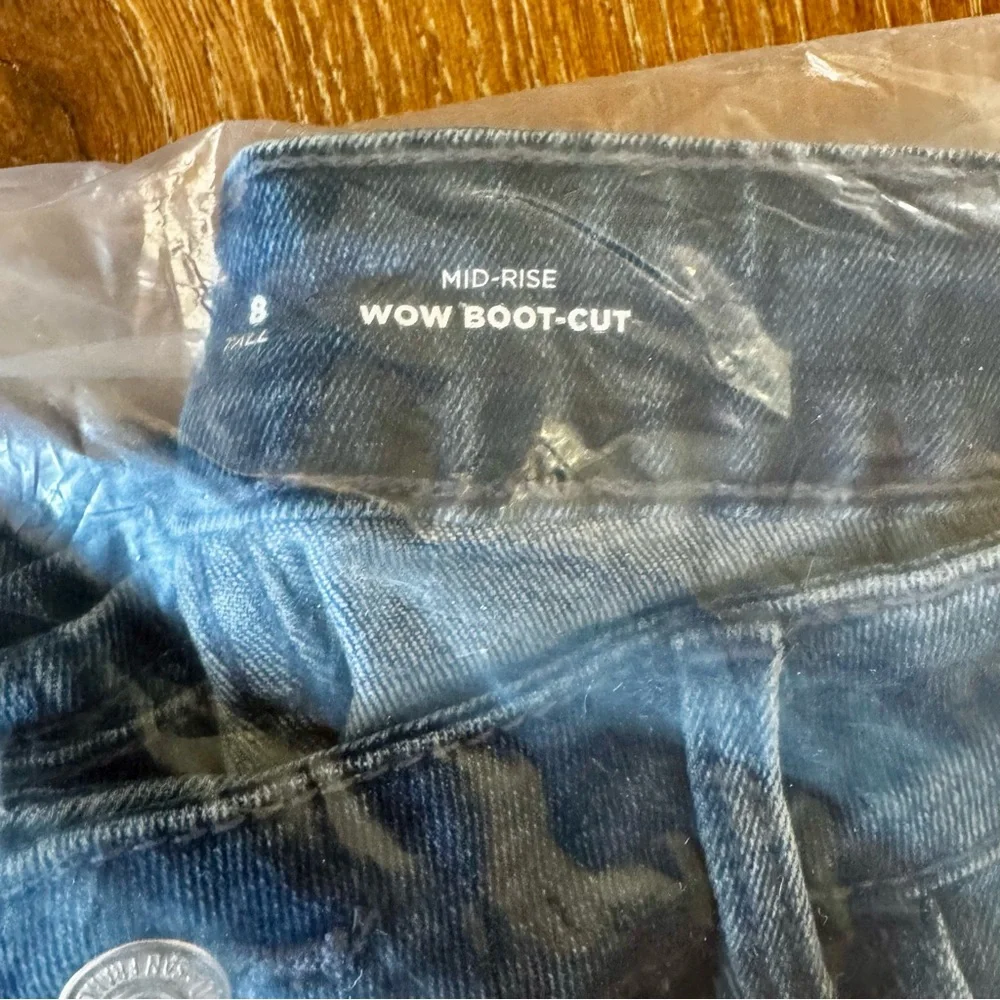 MID-RISE
WOW BOOT-CUT
8
TALL